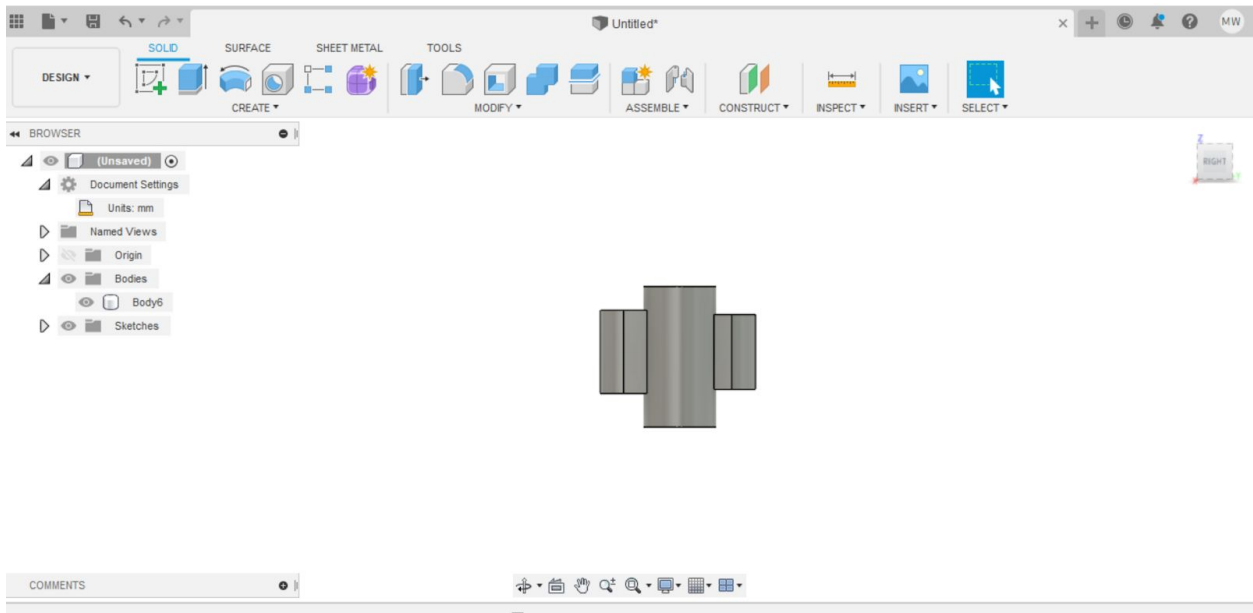 Untitled*
MW
SOLID SURFACE SHEET METAL TOOLS
DESIGN
CREATE MODIFY ASSEMBLE CONSTRUCT INSPECT INSERT SELECT
BROWSER
(Unsaved)
Document Settings
Units: mm
Named Views
Origin
Bodies
Body6
Sketches
Z
RIGHT
COMMENTS